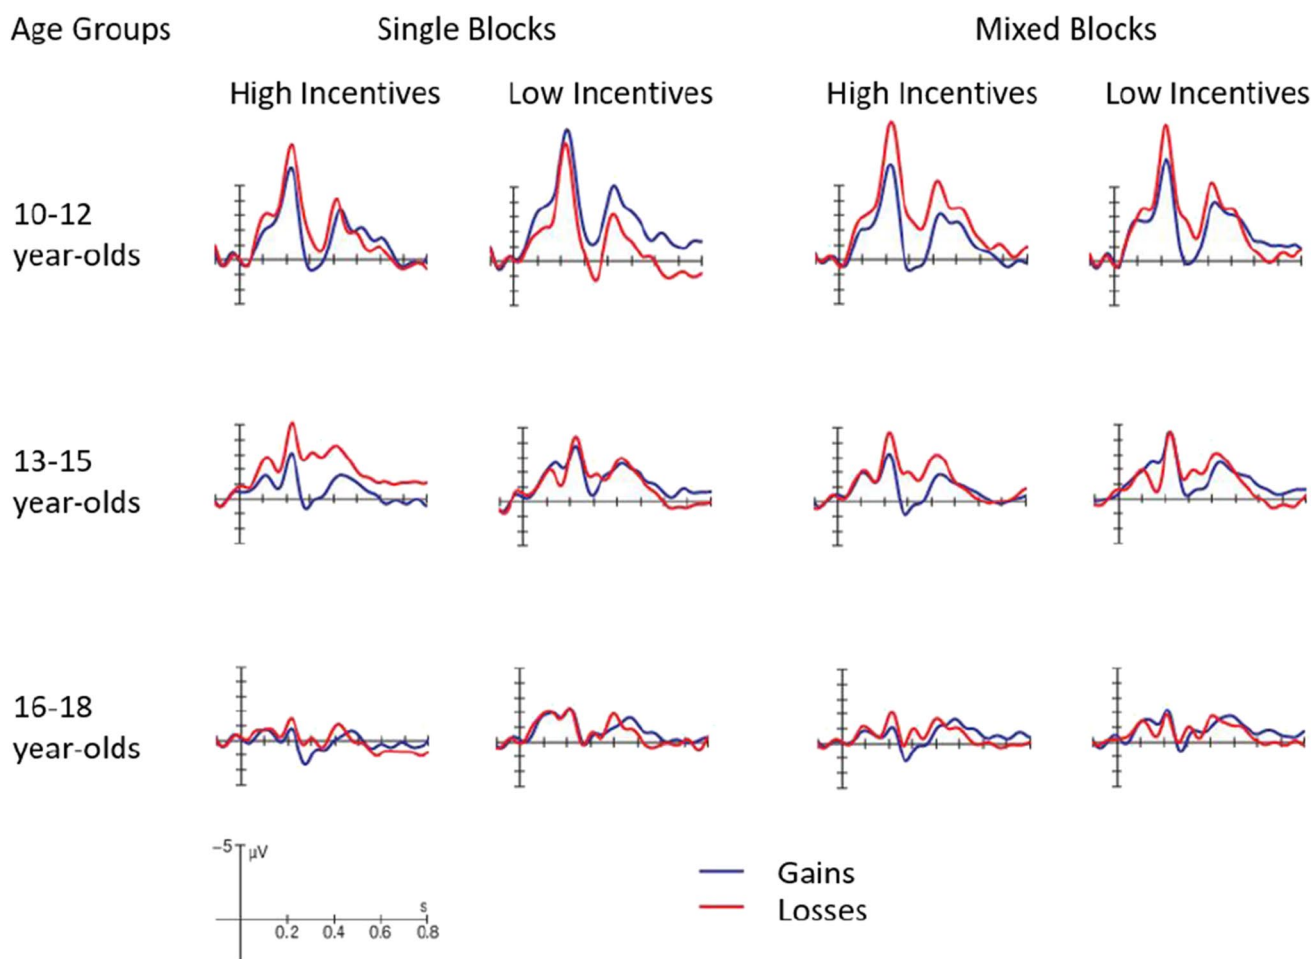 Age Groups
Single Blocks
Mixed Blocks
High Incentives
Low Incentives
High Incentives
Low Incentives
10-12
year-olds
13-15
year-olds
16-18
year-olds
−5
μV
s
0.2 0.4 0.6 0.8
Gains
Losses